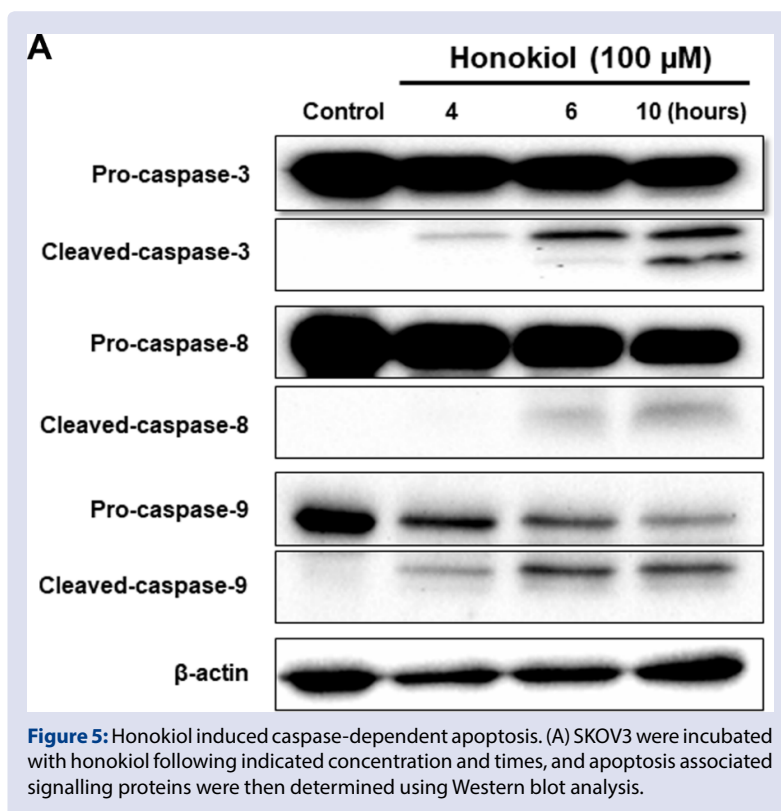 A
Honokiol (100 µM)
Control 4 6 10 (hours)
Pro-caspase-3
Cleaved-caspase-3
Pro-caspase-8
Cleaved-caspase-8
Pro-caspase-9
Cleaved-caspase-9
β-actin
Figure 5: Honokiol induced caspase-dependent apoptosis. (A) SKOV3 were incubated
with honokiol following indicated concentration and times, and apoptosis associated
signalling proteins were then determined using Western blot analysis.